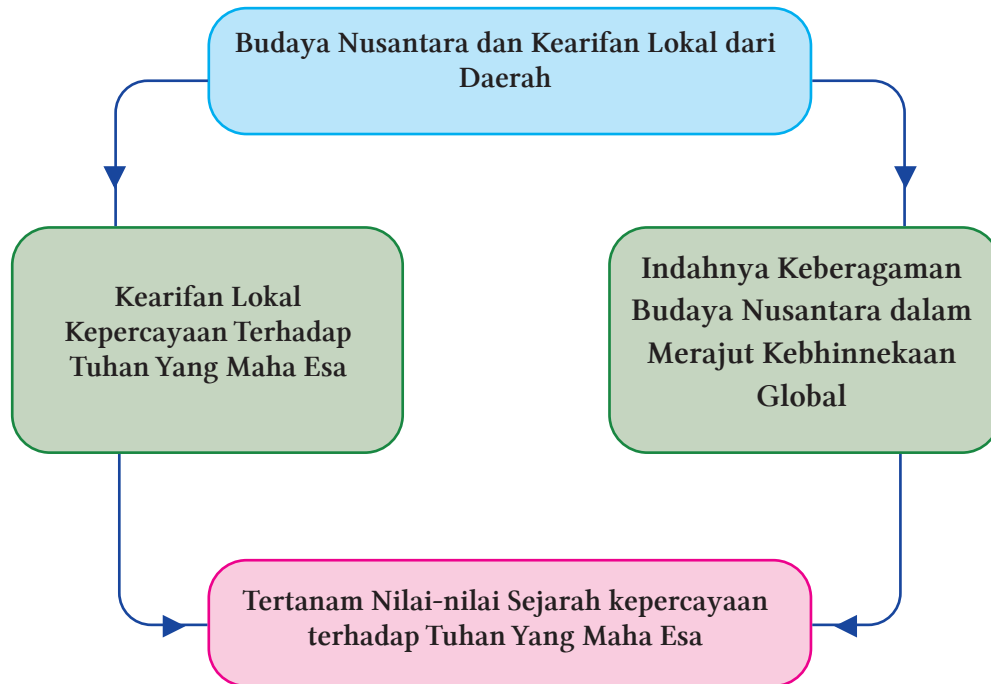 Budaya Nusantara dan Kearifan Lokal dari
Daerah
Kearifan Lokal
Kepercayaan Terhadap
Tuhan Yang Maha Esa
Indahnya Keberagaman
Budaya Nusantara dalam
Merajut Kebhinnekaan
Global
Tertanam Nilai-nilai Sejarah kepercayaan
terhadap Tuhan Yang Maha Esa